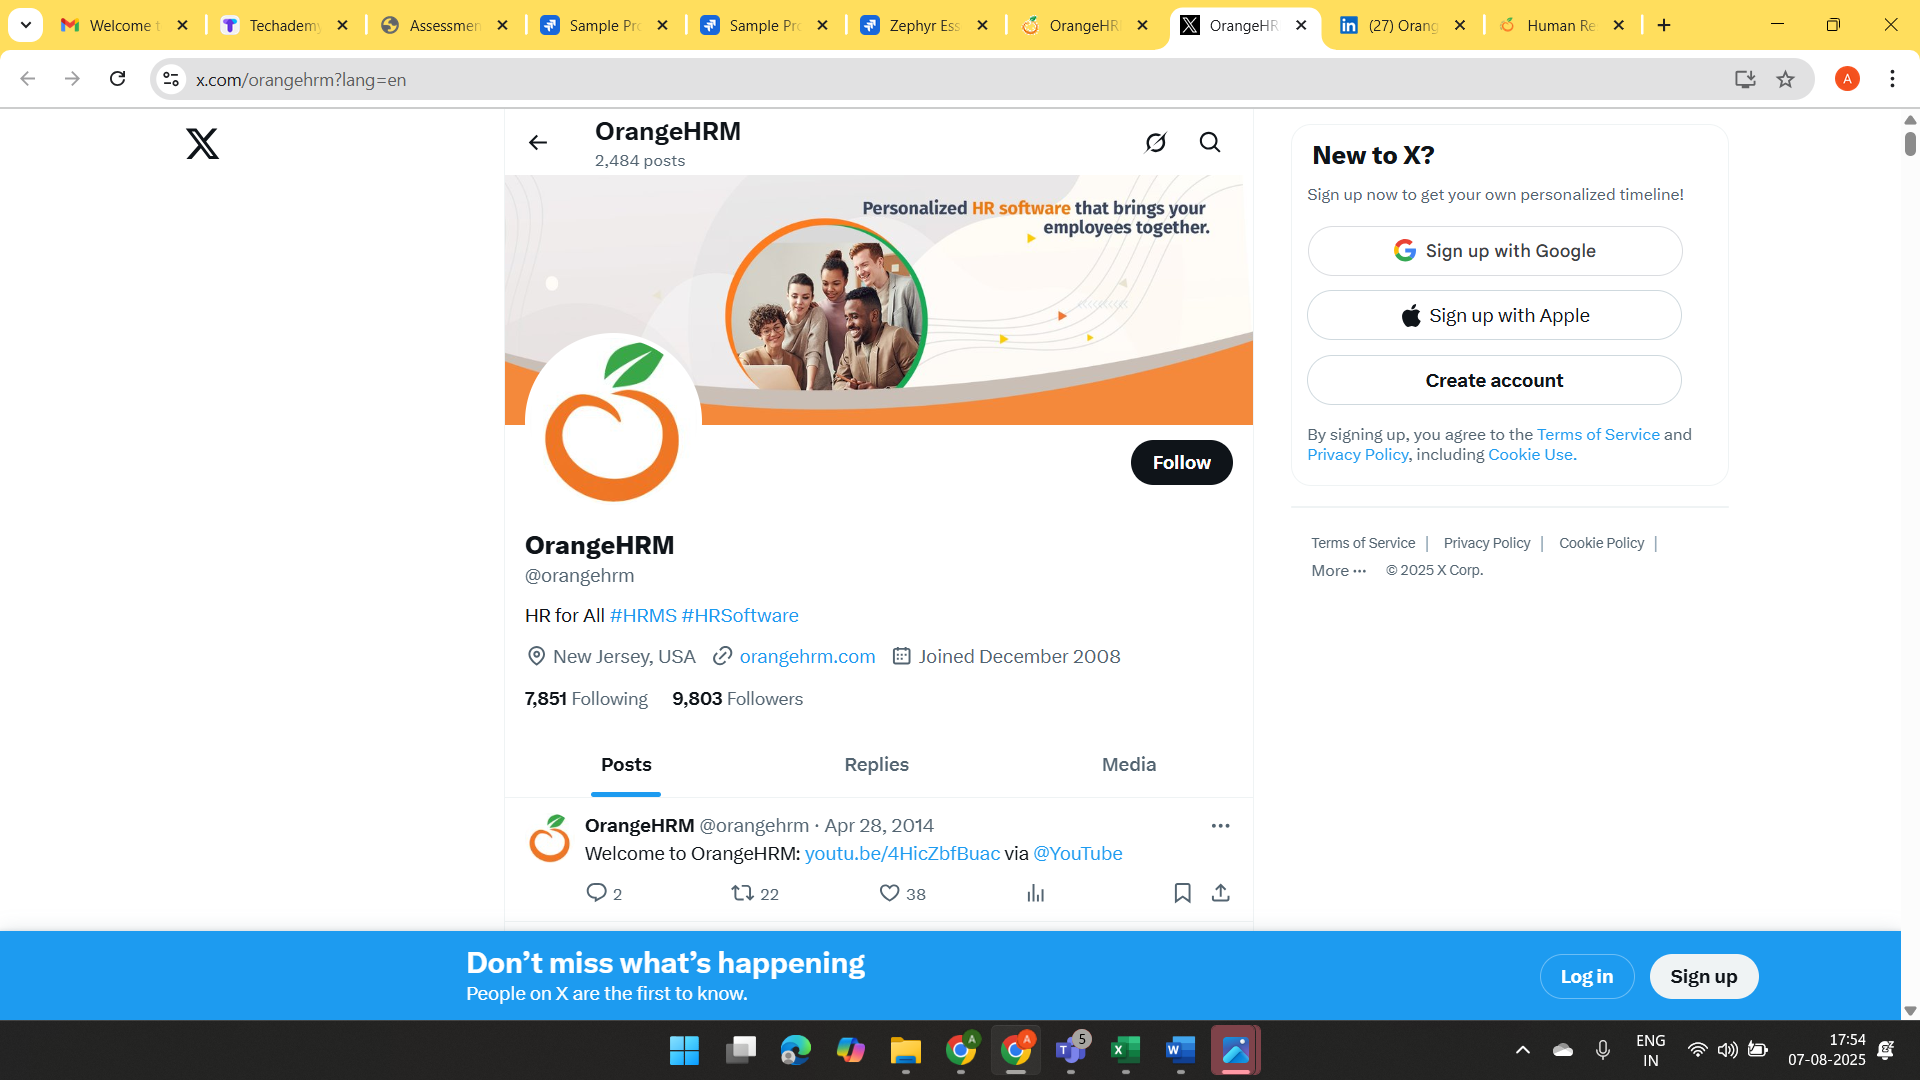 Welcome t
Techademy
Assessmen
Sample Pro
Sample Pro
Zephyr Ess
OrangeHR
OrangeHR
(27) Orang
Human Re
x.com/orangehrm?lang=en
A
OrangeHRM
2,484 posts
Personalized HR software that brings your
employees together.
Follow
OrangeHRM
@orangehrm
HR for All #HRMS #HRSoftware
New Jersey, USA orangehrm.com Joined December 2008
7,851 Following 9,803 Followers
Posts Replies Media
OrangeHRM @orangehrm · Apr 28, 2014
Welcome to OrangeHRM: youtu.be/4HicZbfBuac via @YouTube
2 22 38
New to X?
Sign up now to get your own personalized timeline!
Sign up with Google
Sign up with Apple
Create account
By signing up, you agree to the Terms of Service and
Privacy Policy, including Cookie Use.
Terms of Service | Privacy Policy | Cookie Policy |
More ··· © 2025 X Corp.
Don’t miss what’s happening
People on X are the first to know.
Log in Sign up
A
A
5
ENG
IN
17:54
07-08-2025